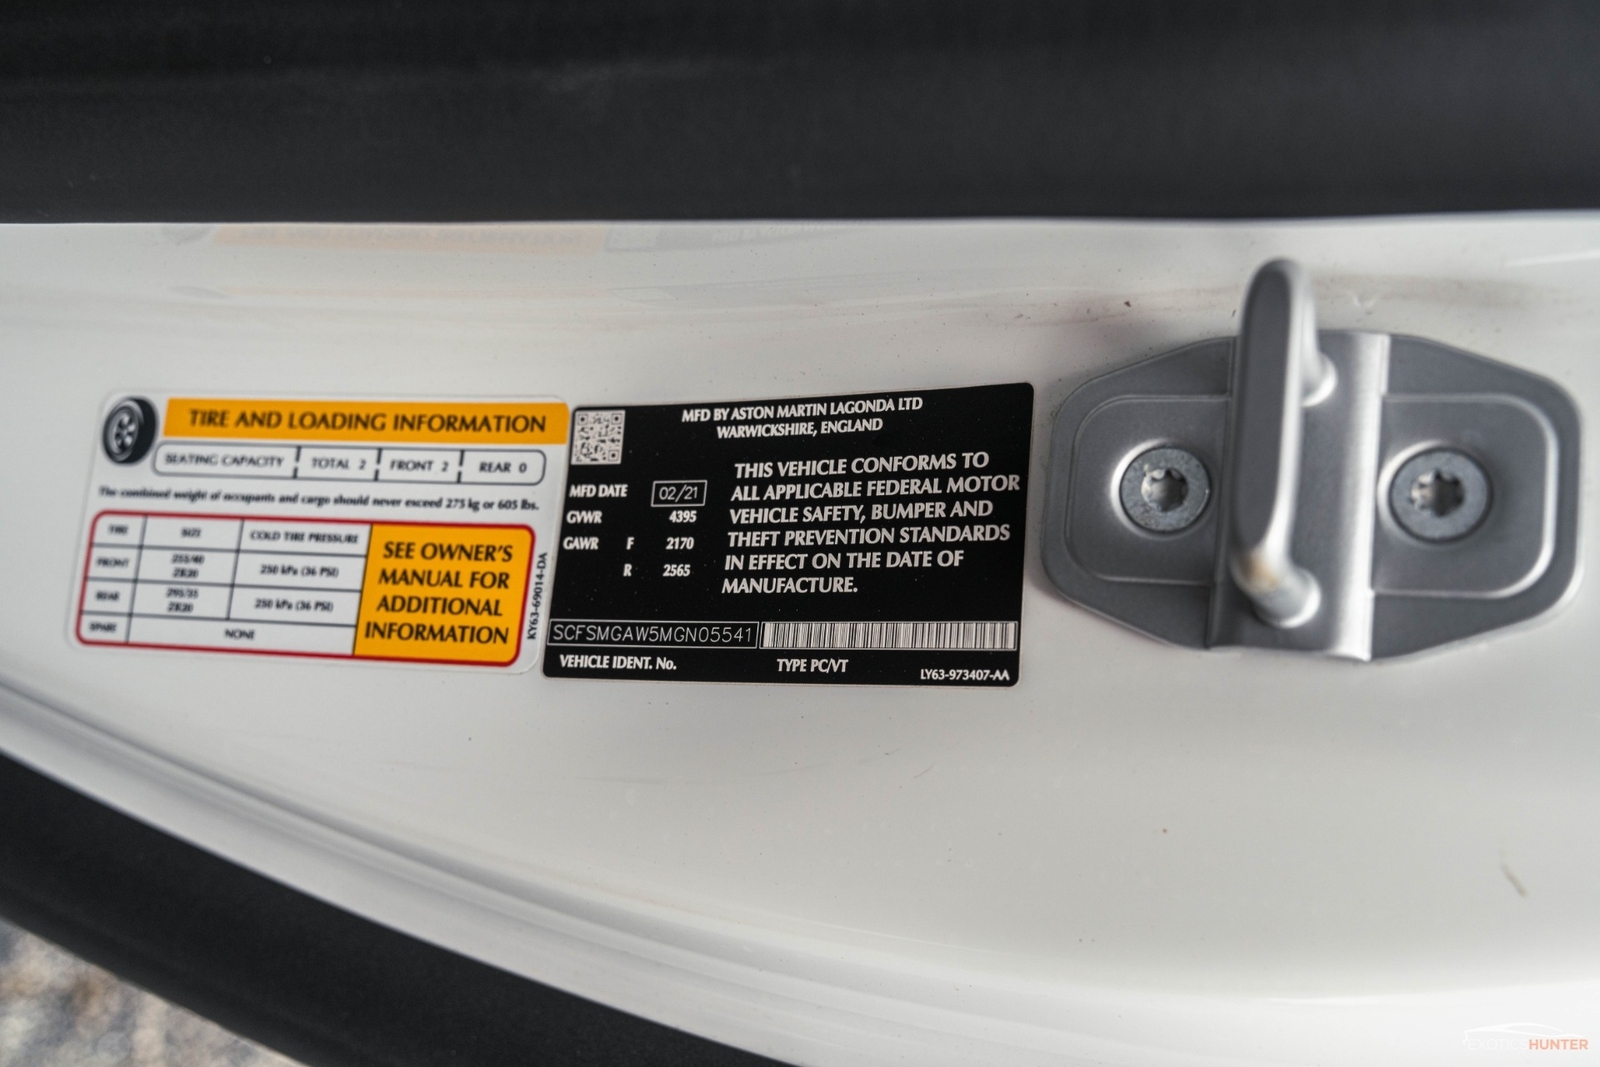 TIRE AND LOADING INFORMATION
SEATING CAPACITY TOTAL 2 FRONT 2 REAR 0
The combined weight of occupants and cargo should never exceed 275 kg or 605 lbs.
TIRE SIZE COLD TIRE PRESSURE
FRONT 255/40 ZR20 250 kPa (36 PSI)
REAR 295/35 ZR20 250 kPa (36 PSI)
SPARE NONE
SEE OWNER'S
MANUAL FOR
ADDITIONAL
INFORMATION
KY63-69014-DA
MFD BY ASTON MARTIN LAGONDA LTD
WARWICKSHIRE, ENGLAND
MFD DATE 02/21
GVWR 4395
GAWR F 2170
R 2565
THIS VEHICLE CONFORMS TO
ALL APPLICABLE FEDERAL MOTOR
VEHICLE SAFETY, BUMPER AND
THEFT PREVENTION STANDARDS
IN EFFECT ON THE DATE OF
MANUFACTURE.
SCFSMGAW5MGN05541
VEHICLE IDENT. No. TYPE PC/VT
LY63-973407-AA
EXOTICSHUNTER